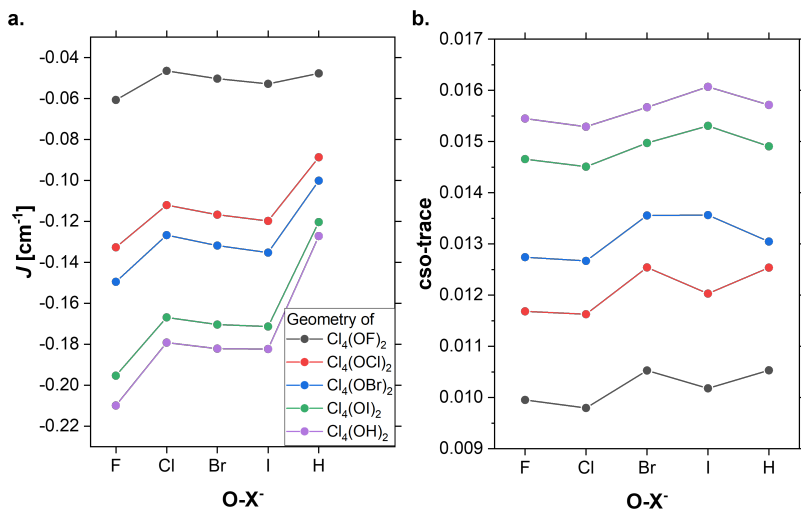 a.
-0.04
-0.06
-0.08
-0.10
-0.12
-0.14
-0.16
-0.18
-0.20
-0.22
J [cm⁻¹]
Geometry of
Cl₄(OF)₂
Cl₄(OCl)₂
Cl₄(OBr)₂
Cl₄(OI)₂
Cl₄(OH)₂
F Cl Br I H
O-X⁻
b.
0.017
0.016
0.015
0.014
0.013
0.012
0.011
0.010
0.009
cso-trace
F Cl Br I H
O-X⁻